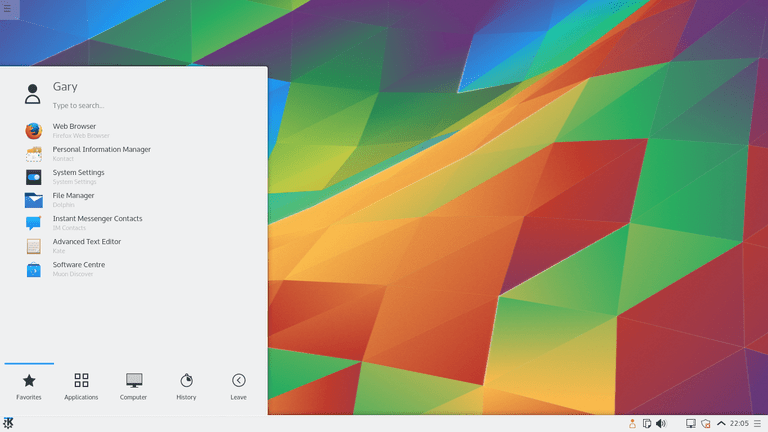 Gary
Type to search...
Web Browser
Firefox Web Browser
Personal Information Manager
Kontact
System Settings
System Settings
File Manager
Dolphin
Instant Messenger Contacts
IM Contacts
Advanced Text Editor
Kate
Software Centre
Muon Discover
Favorites
Applications
Computer
History
Leave
22:05